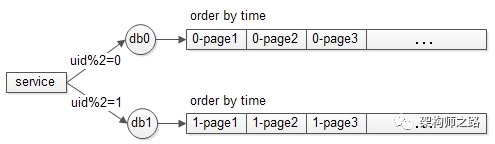 order by time
0-page1 0-page2 0-page3 ...
db0
uid%2=0
service
uid%2=1
order by time
db1
1-page1 1-page2 1-page3 ...
架构师之路